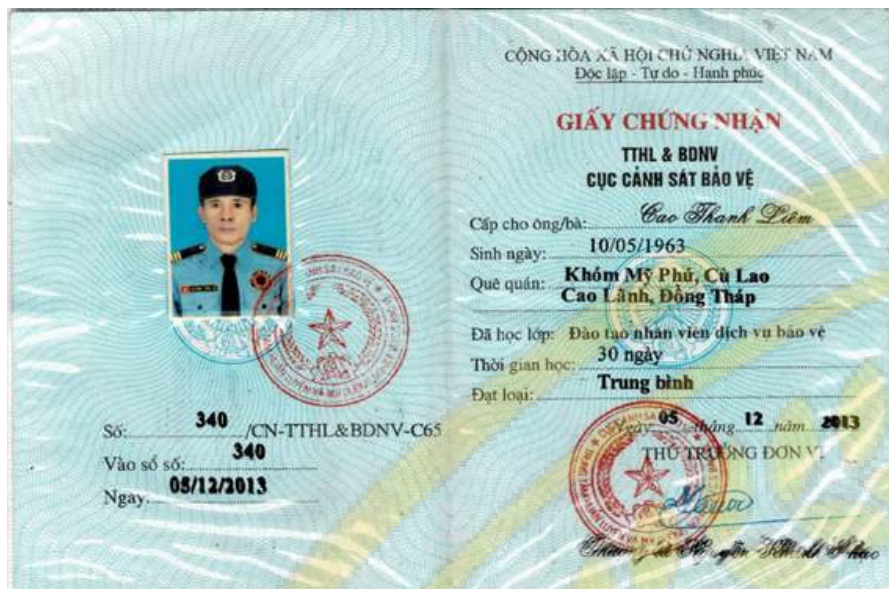 Số: 340 /CN-TTHL&BDNV-C65
Vào sổ số: 340
Ngày 05/12/2013
CỘNG HÒA XÃ HỘI CHỦ NGHĨA VIỆT NAM
Độc lập - Tự do - Hạnh phúc
GIẤY CHỨNG NHẬN
TTHL & BDNV
CỤC CẢNH SÁT BẢO VỆ
Cấp cho ông/bà: Cao Thanh Liêm
Sinh ngày: 10/05/1963
Quê quán: Khóm Mỹ Phú, Cù Lao
Cao Lãnh, Đồng Tháp
Đã học lớp: Đào tạo nhân viên dịch vụ bảo vệ
Thời gian học: 30 ngày
Đạt loại: Trung bình
Ngày 05 tháng 12 năm 2013
THỦ TRƯỞNG ĐƠN VỊ